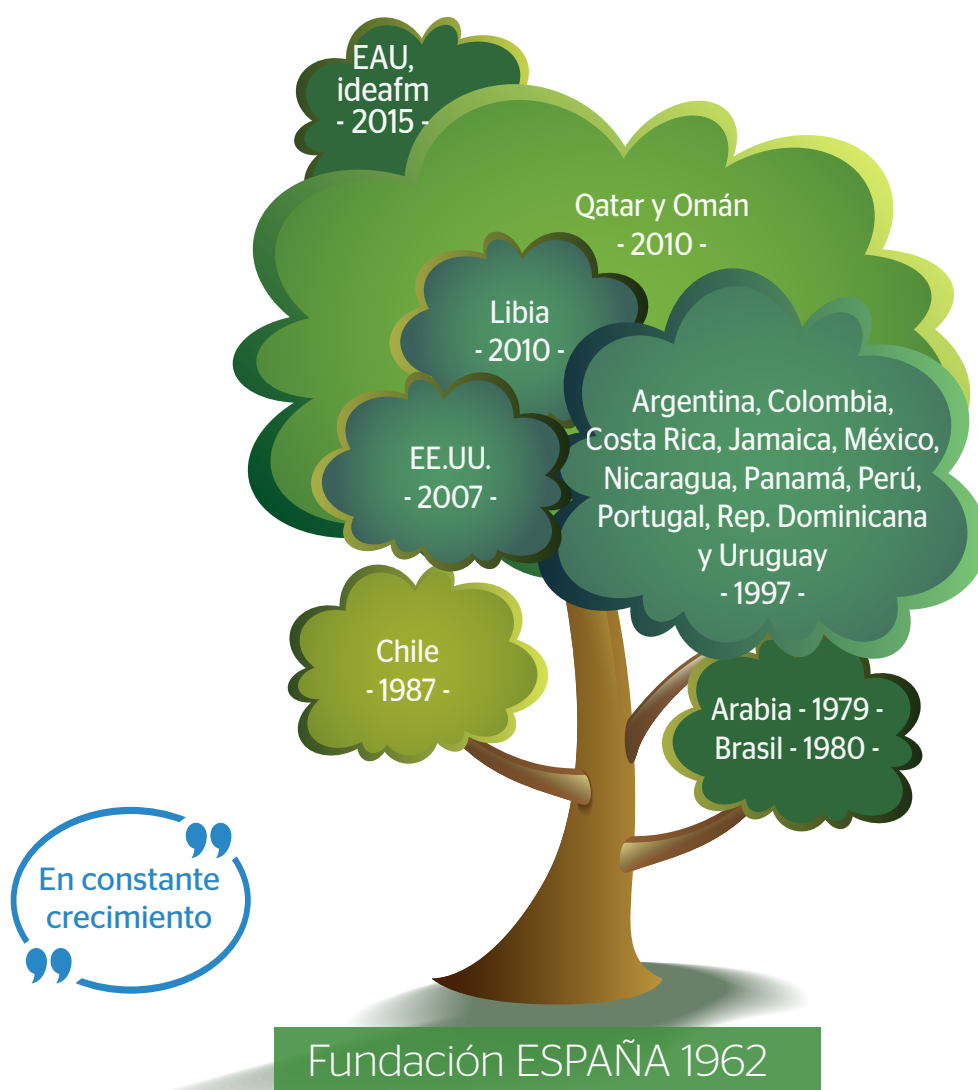 EAU,
ideafm
- 2015 -
Qatar y Omán
- 2010 -
Libia
- 2010 -
Argentina, Colombia,
Costa Rica, Jamaica, México,
Nicaragua, Panamá, Perú,
Portugal, Rep. Dominicana
y Uruguay
- 1997 -
EE.UU.
- 2007 -
Chile
- 1987 -
Arabia - 1979 -
Brasil - 1980 -
En constante
crecimiento
Fundación ESPAÑA 1962